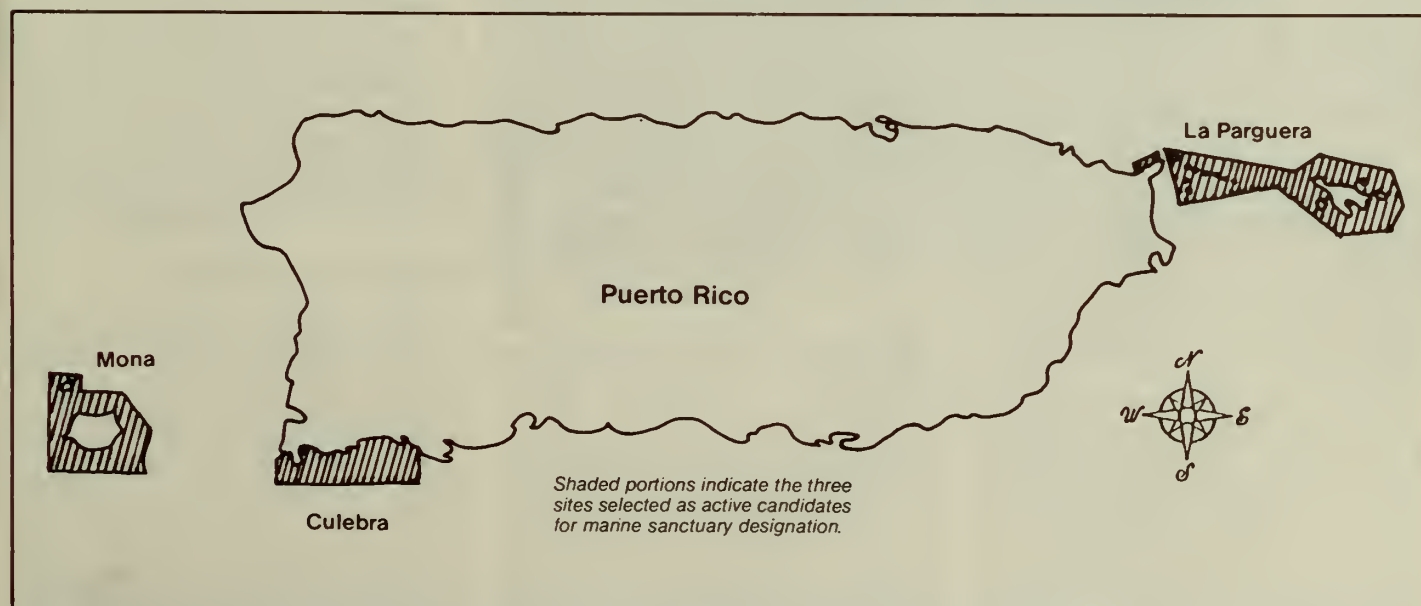 La Parguera
Puerto Rico
Mona
N
W E
S
Culebra
Shaded portions indicate the three
sites selected as active candidates
for marine sanctuary designation.